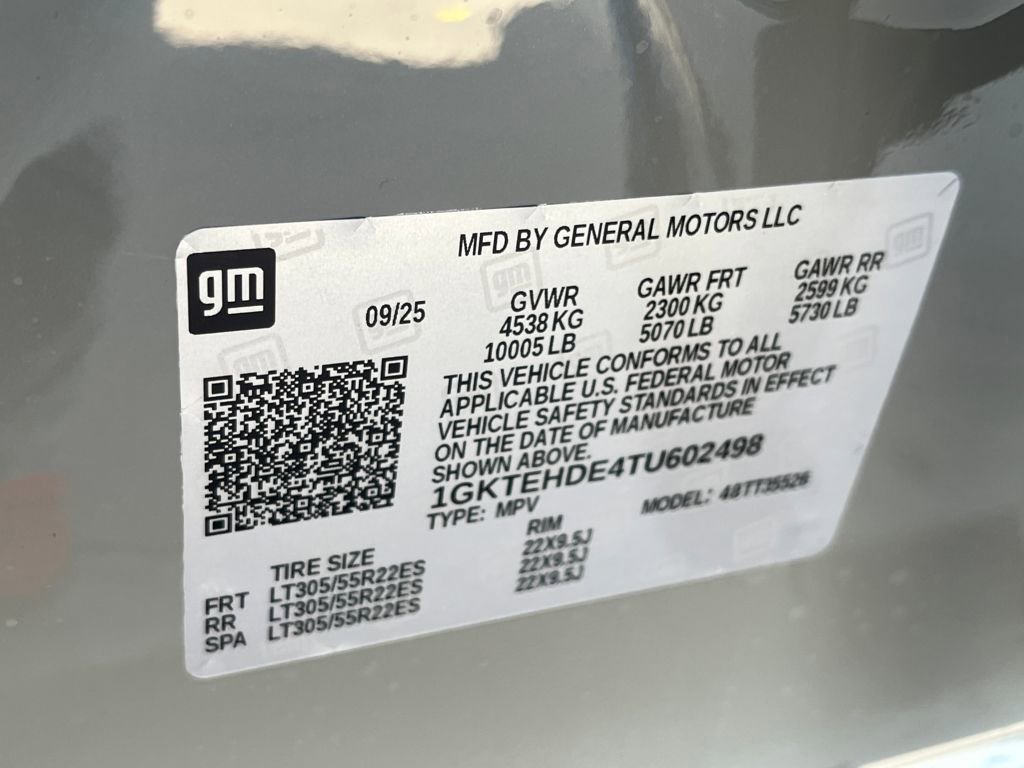 gm
MFD BY GENERAL MOTORS LLC
09/25
GVWR
4538 KG
10005 LB
GAWR FRT
2300 KG
5070 LB
GAWR RR
2599 KG
5730 LB
THIS VEHICLE CONFORMS TO ALL
APPLICABLE U.S. FEDERAL MOTOR
VEHICLE SAFETY STANDARDS IN EFFECT
ON THE DATE OF MANUFACTURE
SHOWN ABOVE.
1GKTEHDE4TU602498
TYPE: MPV
MODEL: 48TT35526
TIRE SIZE RIM
FRT LT305/55R22ES 22X9.5J
RR LT305/55R22ES 22X9.5J
SPA LT305/55R22ES 22X9.5J